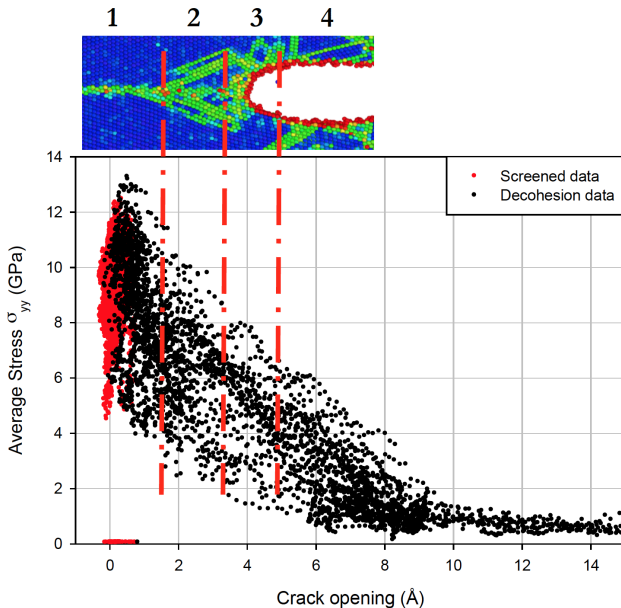 1 2 3 4
14
12
10
8
6
4
2
0
Average Stress σyy (GPa)
Screened data
Decohesion data
0 2 4 6 8 10 12 14
Crack opening (Å)